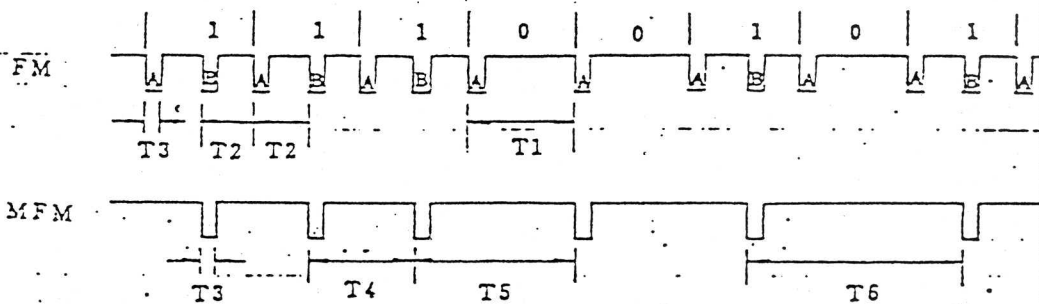 1 1 1 0 0 1 0 1
FM
A B A B A B A A A B A A B A
T3 T2 T2 T1
MFM
T3 T4 T5 T6